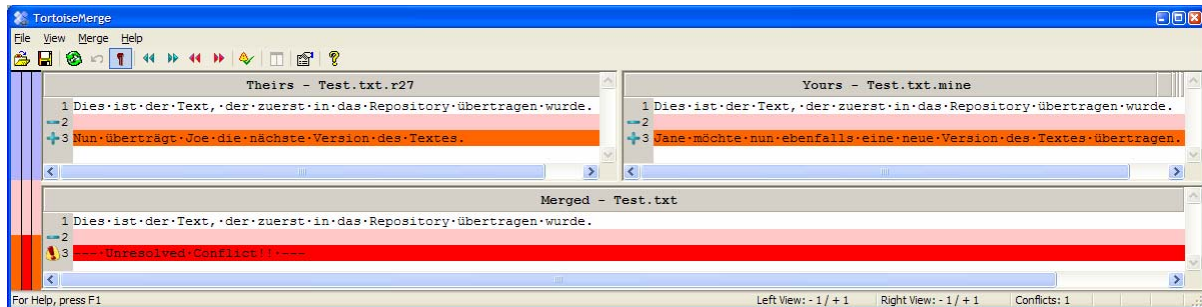 TortoiseMerge
File View Merge Help
Theirs - Test.txt.r27
1 Dies·ist·der·Text,·der·zuerst·in·das·Repository·übertragen·wurde.
2
3 Nun·überträgt·Joe·die·nächste·Version·des·Textes.
Yours - Test.txt.mine
1 Dies·ist·der·Text,·der·zuerst·in·das·Repository·übertragen·wurde.
2
3 Jane·möchte·nun·ebenfalls·eine·neue·Version·des·Textes·übertragen.
Merged - Test.txt
1 Dies·ist·der·Text,·der·zuerst·in·das·Repository·übertragen·wurde.
2
3 ----·Unresolved·Conflict!!·----
For Help, press F1
Left View: - 1 / + 1 Right View: - 1 / + 1 Conflicts: 1